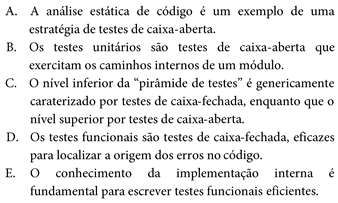 A. A análise estática de código é um exemplo de uma
estratégia de testes de caixa-aberta.
B. Os testes unitários são testes de caixa-aberta que
exercitam os caminhos internos de um módulo.
C. O nível inferior da “pirâmide de testes” é genericamente
caraterizado por testes de caixa-fechada, enquanto que o
nível superior por testes de caixa-aberta.
D. Os testes funcionais são testes de caixa-fechada, eficazes
para localizar a origem dos erros no código.
E. O conhecimento da implementação interna é
fundamental para escrever testes funcionais eficientes.